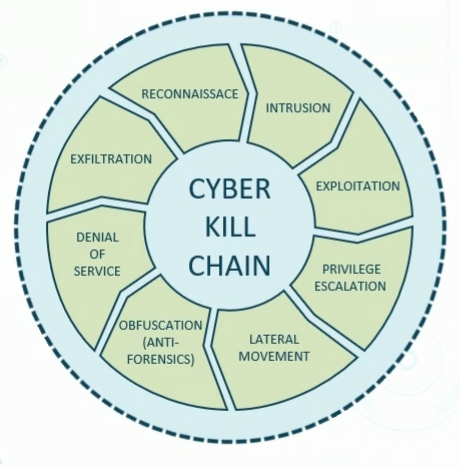 CYBER
KILL
CHAIN
RECONNAISSACE
INTRUSION
EXPLOITATION
PRIVILEGE
ESCALATION
LATERAL
MOVEMENT
OBFUSCATION
(ANTI-
FORENSICS)
DENIAL
OF
SERVICE
EXFILTRATION